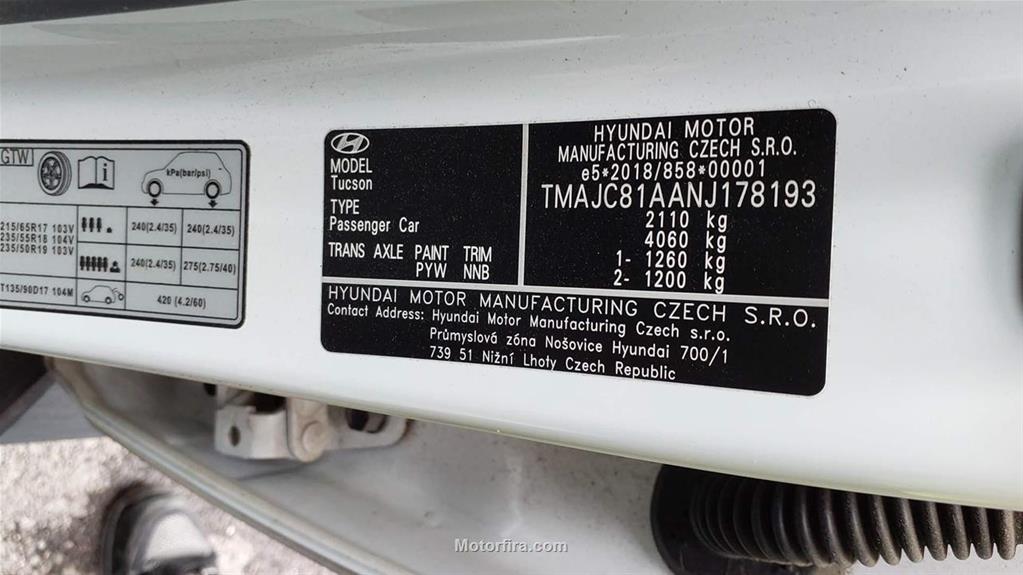 GTW
kPa(bar/psi)
215/65R17 103V
240(2.4/35) 240(2.4/35)
235/55R18 104V
235/50R19 103V
240(2.4/35) 275(2.75/40)
T135/90D17 104M
420 (4.2/60)
MODEL
Tucson
TYPE
Passenger Car
TRANS AXLE PAINT TRIM
PYW NNB
HYUNDAI MOTOR
MANUFACTURING CZECH S.R.O.
e5*2018/858*00001
TMAJC81AANJ178193
2110 kg
4060 kg
1- 1260 kg
2- 1200 kg
HYUNDAI MOTOR MANUFACTURING CZECH S.R.O.
Contact Address: Hyundai Motor Manufacturing Czech s.r.o.
Průmyslová zóna Nošovice Hyundai 700/1
739 51 Nižní Lhoty Czech Republic
Motorfira.com